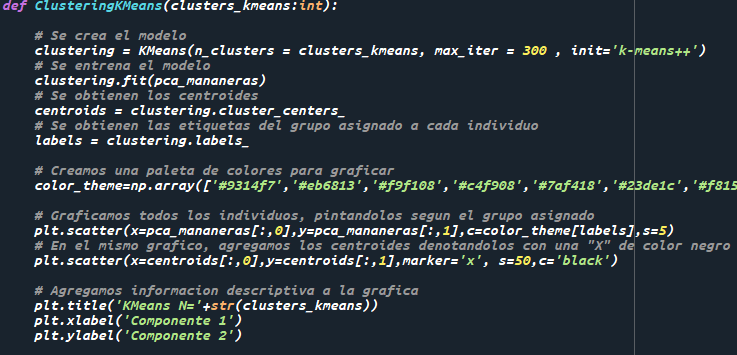 def ClusteringKMeans(clusters_kmeans:int):
# Se crea el modelo
clustering = KMeans(n_clusters = clusters_kmeans, max_iter = 300 , init='k-means++')
# Se entrena el modelo
clustering.fit(pca_mananeras)
# Se obtienen los centroides
centroids = clustering.cluster_centers_
# Se obtienen las etiquetas del grupo asignado a cada individuo
labels = clustering.labels_
# Creamos una paleta de colores para graficar
color_theme=np.array(['#9314f7','#eb6813','#f9f108','#c4f908','#7af418','#23de1c','#f815
# Graficamos todos los individuos, pintandolos segun el grupo asignado
plt.scatter(x=pca_mananeras[:,0],y=pca_mananeras[:,1],c=color_theme[labels],s=5)
# En el mismo grafico, agregamos los centroides denotandolos con una "X" de color negro
plt.scatter(x=centroids[:,0],y=centroids[:,1],marker='x', s=50,c='black')
# Agregamos informacion descriptiva a la grafica
plt.title('KMeans N='+str(clusters_kmeans))
plt.xlabel('Componente 1')
plt.ylabel('Componente 2')